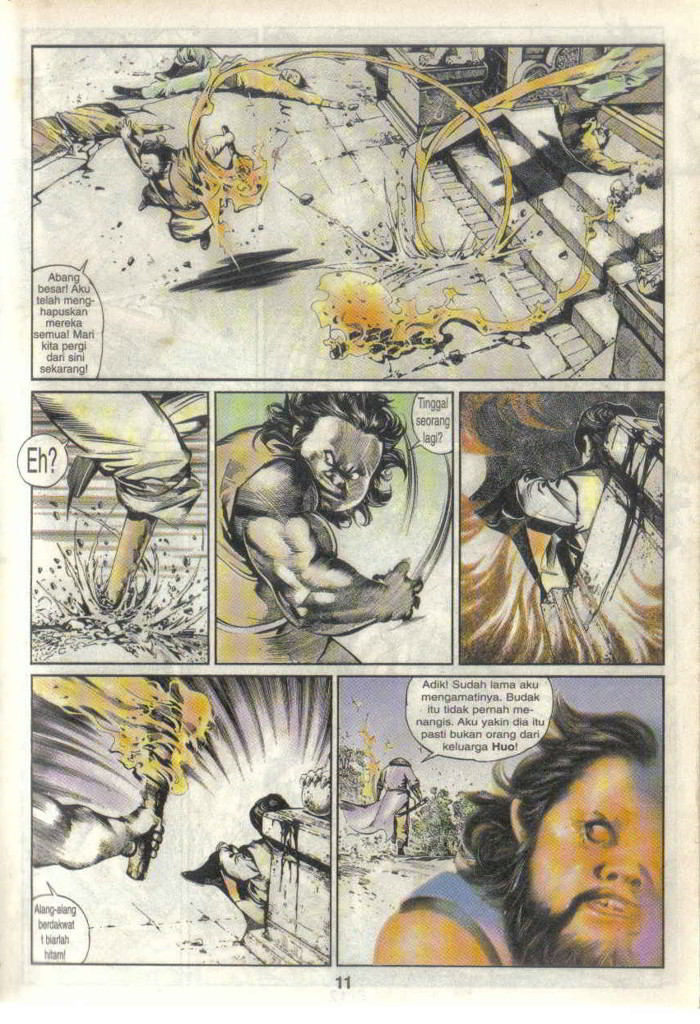 Abang
besar! Aku
telah meng-
hapuskan
mereka
semua! Mari
kita pergi
dari sini
sekarang!
Eh?
Tinggal
seorang
lagi?
Alang-alang
berdakwat
t biarlah
hitam!
Adik! Sudah lama aku
mengamatinya. Budak
itu tidak pernah me-
nangis. Aku yakin dia itu
pasti bukan orang dari
keluarga Huo!
11